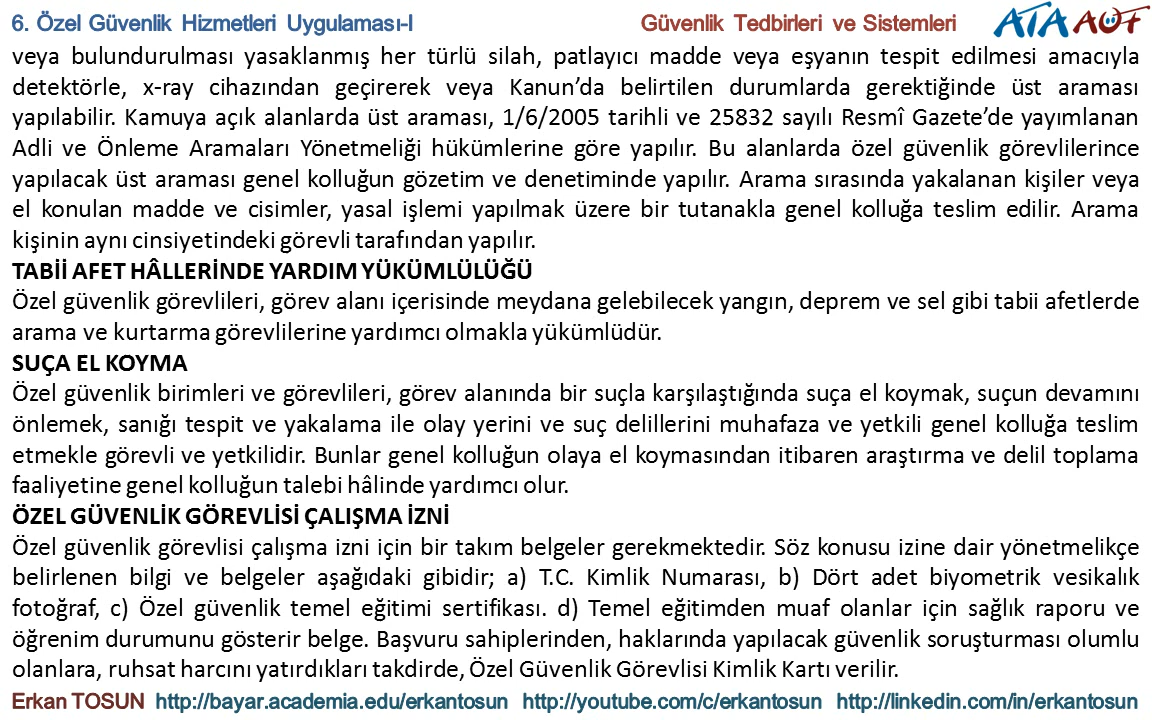 6. Özel Güvenlik Hizmetleri Uygulaması-I Güvenlik Tedbirleri ve Sistemleri ATA AÖF
veya bulundurulması yasaklanmış her türlü silah, patlayıcı madde veya eşyanın tespit edilmesi amacıyla
detektörle, x-ray cihazından geçirerek veya Kanun’da belirtilen durumlarda gerektiğinde üst araması
yapılabilir. Kamuya açık alanlarda üst araması, 1/6/2005 tarihli ve 25832 sayılı Resmî Gazete’de yayımlanan
Adli ve Önleme Aramaları Yönetmeliği hükümlerine göre yapılır. Bu alanlarda özel güvenlik görevlilerince
yapılacak üst araması genel kolluğun gözetim ve denetiminde yapılır. Arama sırasında yakalanan kişiler veya
el konulan madde ve cisimler, yasal işlemi yapılmak üzere bir tutanakla genel kolluğa teslim edilir. Arama
kişinin aynı cinsiyetindeki görevli tarafından yapılır.
TABİİ AFET HÂLLERİNDE YARDIM YÜKÜMLÜLÜĞÜ
Özel güvenlik görevlileri, görev alanı içerisinde meydana gelebilecek yangın, deprem ve sel gibi tabii afetlerde
arama ve kurtarma görevlilerine yardımcı olmakla yükümlüdür.
SUÇA EL KOYMA
Özel güvenlik birimleri ve görevlileri, görev alanında bir suçla karşılaştığında suça el koymak, suçun devamını
önlemek, sanığı tespit ve yakalama ile olay yerini ve suç delillerini muhafaza ve yetkili genel kolluğa teslim
etmekle görevli ve yetkilidir. Bunlar genel kolluğun olaya el koymasından itibaren araştırma ve delil toplama
faaliyetine genel kolluğun talebi hâlinde yardımcı olur.
ÖZEL GÜVENLİK GÖREVLİSİ ÇALIŞMA İZNİ
Özel güvenlik görevlisi çalışma izni için bir takım belgeler gerekmektedir. Söz konusu izine dair yönetmelikçe
belirlenen bilgi ve belgeler aşağıdaki gibidir; a) T.C. Kimlik Numarası, b) Dört adet biyometrik vesikalık
fotoğraf, c) Özel güvenlik temel eğitimi sertifikası. d) Temel eğitimden muaf olanlar için sağlık raporu ve
öğrenim durumunu gösterir belge. Başvuru sahiplerinden, haklarında yapılacak güvenlik soruşturması olumlu
olanlara, ruhsat harcını yatırdıkları takdirde, Özel Güvenlik Görevlisi Kimlik Kartı verilir.
Erkan TOSUN http://bayar.academia.edu/erkantosun http://youtube.com/c/erkantosun http://linkedin.com/in/erkantosun